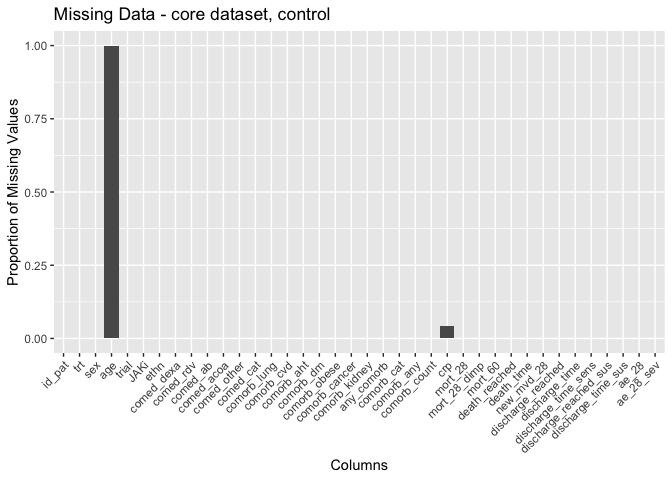 Missing Data - core dataset, control
Proportion of Missing Values
1.00
0.75
0.50
0.25
0.00
id_pat
trt
sex
age
trial
JAKi
ethn
comed_dexa
comed_rdv
comed_ab
comed_acoa
comed_other
comed_cat
comorb_lung
comorb_cvd
comorb_aht
comorb_dm
comorb_obese
comorb_cancer
comorb_kidney
any_comorb
comorb_cat
comorb_any
comorb_count
crp
mort_28
mort_28_dimp
mort_60
death_reached
death_time
new_mvd_28
discharge_reached
discharge_time
discharge_time_sens
discharge_reached_sus
discharge_time_sus
ae_28
ae_28_sev
Columns